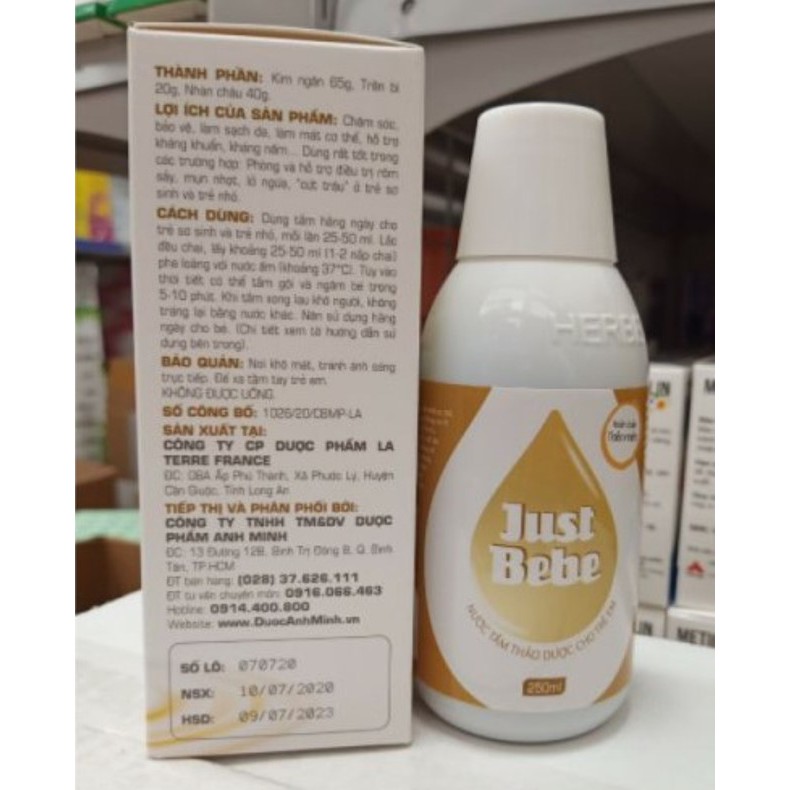 THÀNH PHẦN: Kim ngân 65g, Trần bì
20g, Nhân châu 40g.
LỢI ÍCH CỦA SẢN PHẨM: Chăm sóc,
bảo vệ, làm sạch da, làm mát cơ thể, hỗ trợ
kháng khuẩn, kháng nấm... Dùng rất tốt trong
các trường hợp: Phòng và hỗ trợ điều trị rôm
sảy, mụn nhọt, lở ngứa, "cứt trâu" ở trẻ sơ
sinh và trẻ nhỏ.
CÁCH DÙNG: Dùng tắm hàng ngày cho
trẻ sơ sinh và trẻ nhỏ, mỗi lần 25-50 ml. Lắc
đều chai, lấy khoảng 25-50 ml (1-2 nắp chai)
pha loãng với nước ấm (khoảng 37°C). Tùy vào
thời tiết có thể tắm gội và ngâm bé trong
5-10 phút. Khi tắm xong lau khô người, không
tráng lại bằng nước khác. Nên sử dụng hàng
ngày cho bé. (Chi tiết xem tờ hướng dẫn sử
dụng bên trong).
BẢO QUẢN: Nơi khô mát, tránh ánh sáng
trực tiếp. Để xa tầm tay trẻ em.
KHÔNG ĐƯỢC UỐNG.
SỐ CÔNG BỐ: 1026/20/CBMP-LA
SẢN XUẤT TẠI:
CÔNG TY CP DƯỢC PHẨM LA
TERRE FRANCE
ĐC: 08A Ấp Phú Thành, Xã Phước Lý, Huyện
Cần Giuộc, Tỉnh Long An
TIẾP THỊ VÀ PHÂN PHỐI BỞI:
CÔNG TY TNHH TM&DV DƯỢC
PHẨM ANH MINH
ĐC: 13 Đường 12B, Bình Trị Đông B, Q. Bình
Tân, TP.HCM
ĐT bán hàng: (028) 37.626.111
ĐT tư vấn chuyên môn: 0916.066.463
Hotline: 0914.400.800
Website: www.DuocAnhMinh.vn
SỐ LÔ: 070720
NSX: 10/07/2020
HSD: 09/07/2023
HERB
Just
Bebe
NƯỚC TẮM THẢO DƯỢC CHO TRẺ EM
250ml
LIN
MET
METI